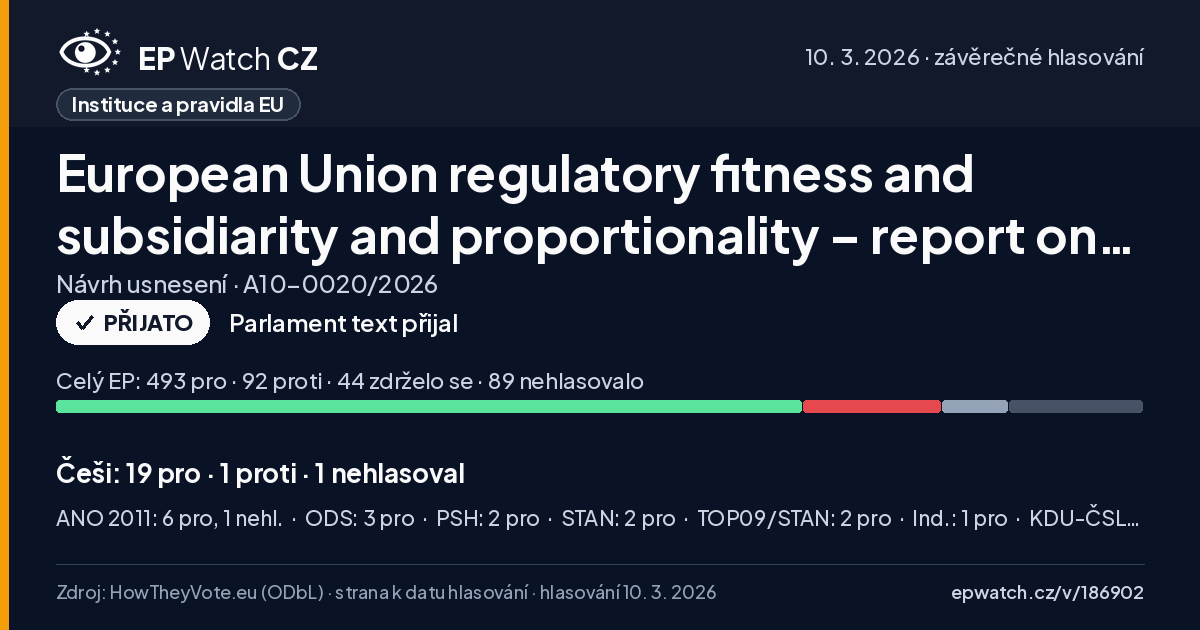 EP Watch CZ
10. 3. 2026 · závěrečné hlasování
Instituce a pravidla EU
European Union regulatory fitness and
subsidiarity and proportionality – report on…
Návrh usnesení · A10-0020/2026
✓ PŘIJATO Parlament text přijal
Celý EP: 493 pro · 92 proti · 44 zdrželo se · 89 nehlasovalo
Češi: 19 pro · 1 proti · 1 nehlasoval
ANO 2011: 6 pro, 1 nehl. · ODS: 3 pro · PSH: 2 pro · STAN: 2 pro · TOP09/STAN: 2 pro · Ind.: 1 pro · KDU-ČSL…
Zdroj: HowTheyVote.eu (ODbL) · strana k datu hlasování · hlasování 10. 3. 2026
epwatch.cz/v/186902